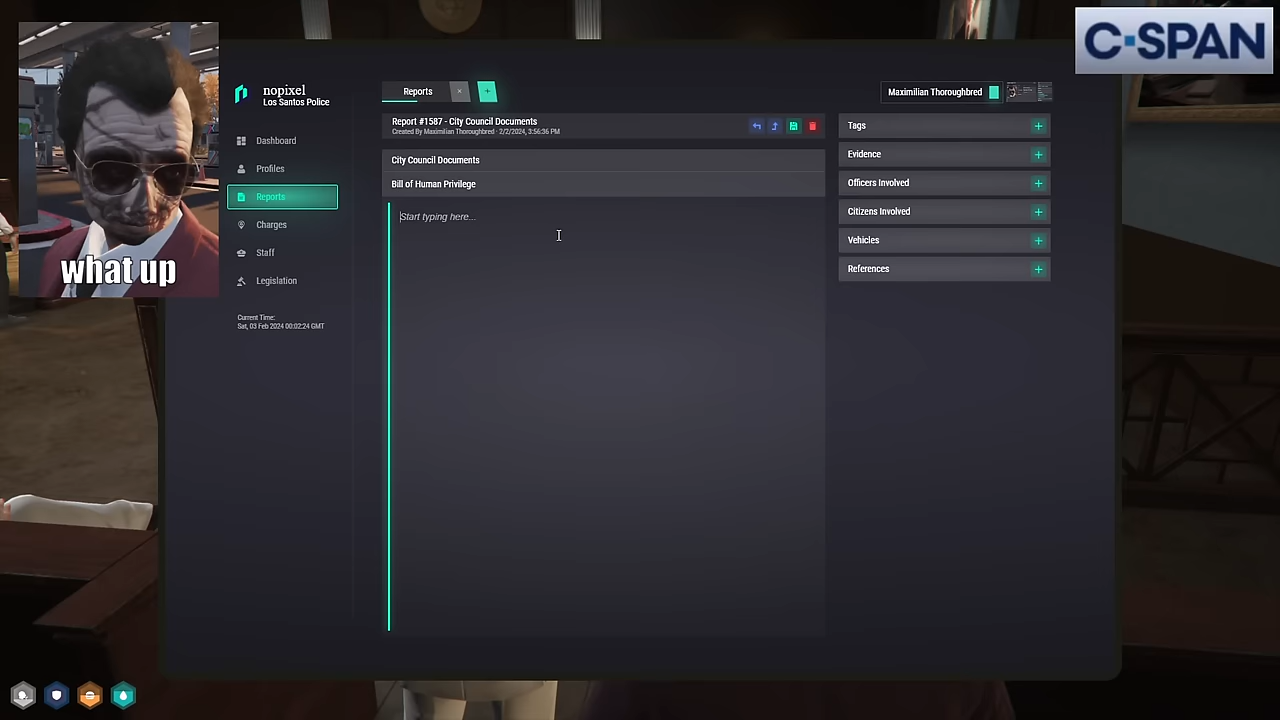 C-SPAN
what up
nopixel
Los Santos Police
Dashboard
Profiles
Reports
Charges
Staff
Legislation
Current Time:
Sat, 03 Feb 2024 00:02:24 GMT
Reports
Maximilian Thoroughbred
Report #1587 - City Council Documents
Created By Maximilian Thoroughbred - 2/2/2024, 3:56:36 PM
City Council Documents
Bill of Human Privilege
Start typing here...
Tags
Evidence
Officers Involved
Citizens Involved
Vehicles
References